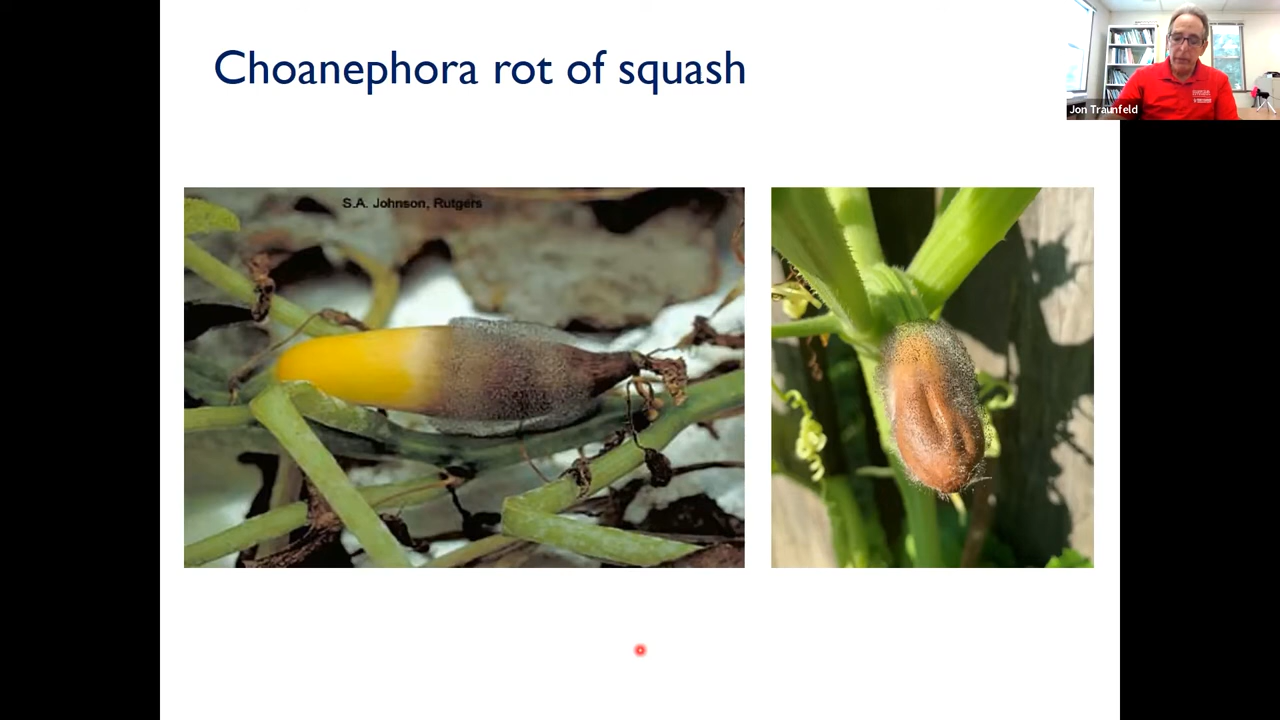 Choanephora rot of squash
Jon Traunfeld
S.A. Johnson, Rutgers